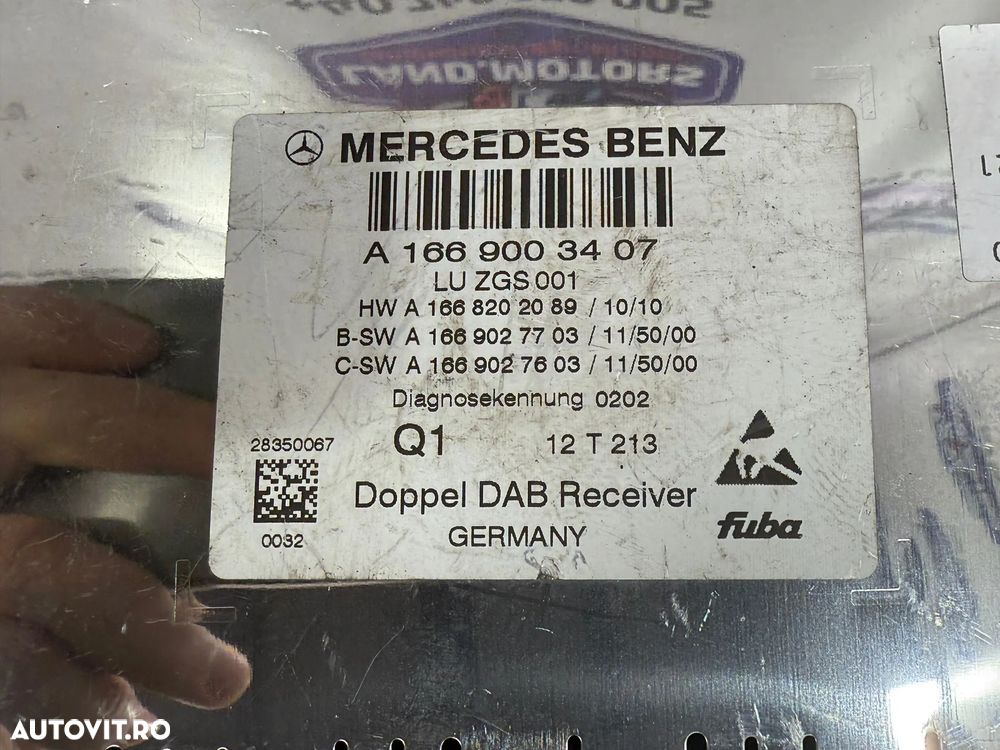 LAND.MOTORS
MERCEDES BENZ
A 166 900 34 07
LU ZGS 001
HW A 166 820 20 89 / 10/10
B-SW A 166 902 77 03 / 11/50/00
C-SW A 166 902 76 03 / 11/50/00
Diagnosekennung 0202
28350067
Q1 12 T 213
0032
Doppel DAB Receiver
GERMANY
fuba
AUTOVIT.RO